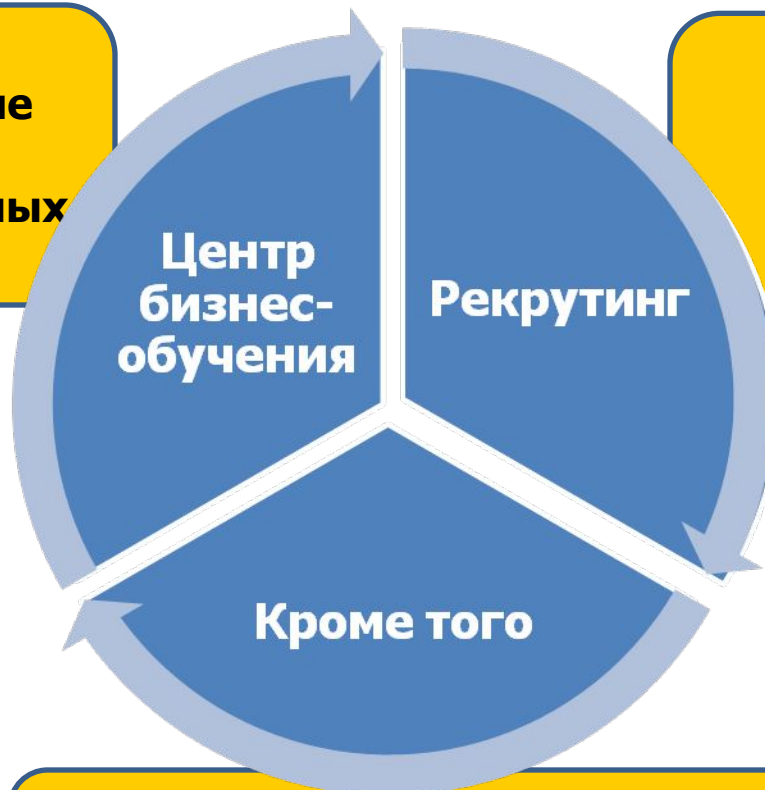 Центр
бизнес-
обучения
Рекрутинг
Кроме того